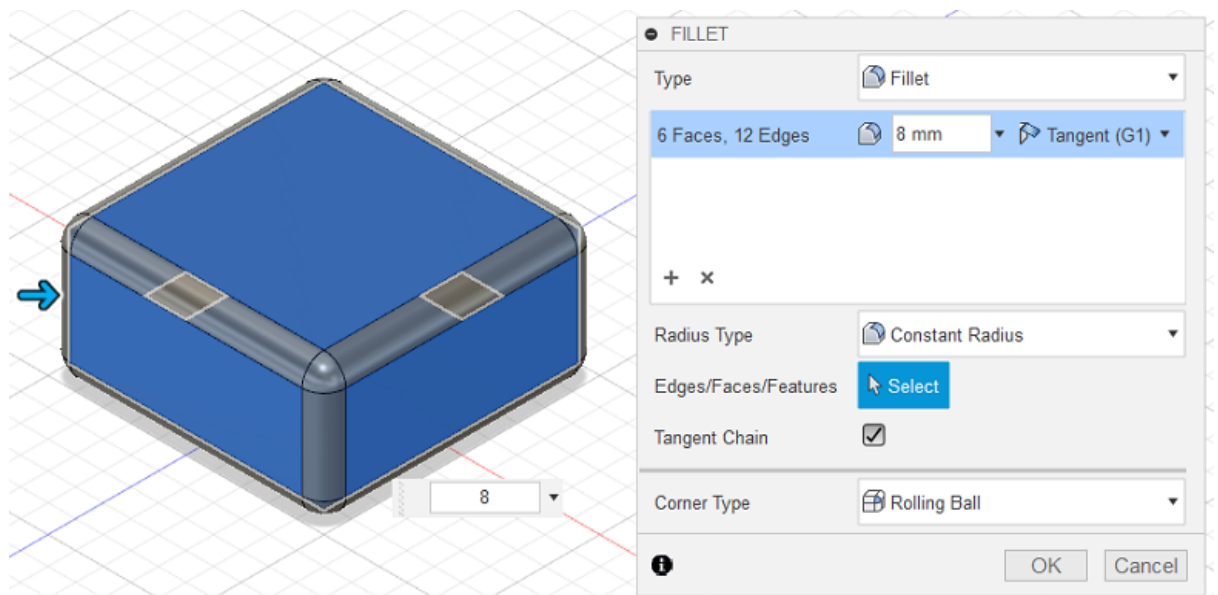 FILLET
Type Fillet
6 Faces, 12 Edges 8 mm Tangent (G1)
Radius Type Constant Radius
Edges/Faces/Features Select
Tangent Chain
8
Corner Type Rolling Ball
OK Cancel